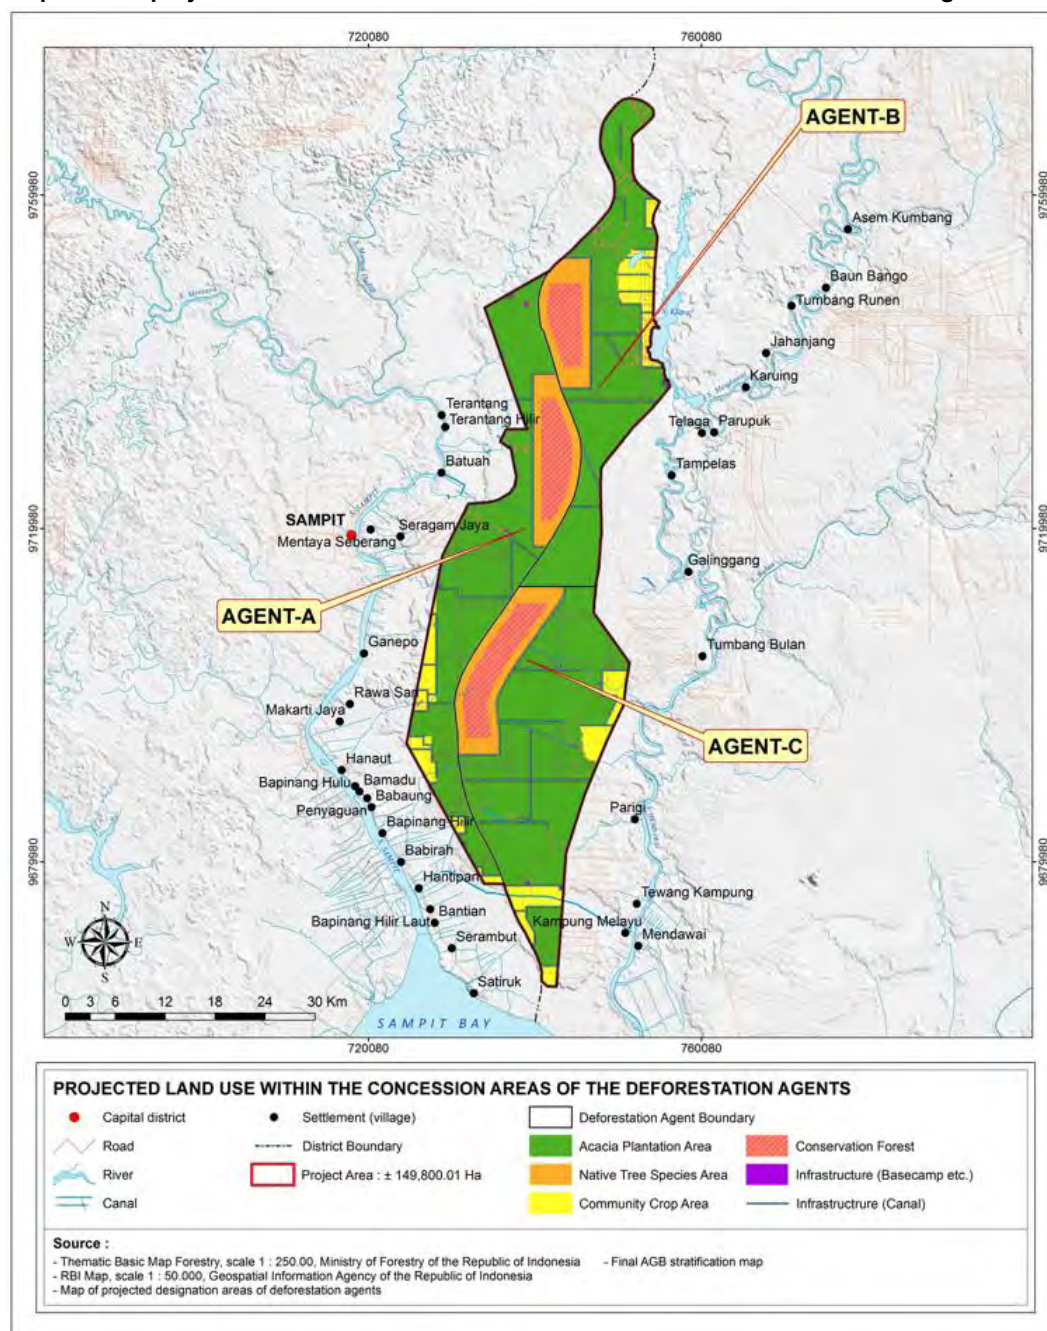 720080
760080
AGENT-B
9759980
9759980
Asem Kumbang
Baun Bango
Tumbang Runen
Jahanjang
Karuing
Terantang
Terantang Hilir
Telaga
Parupuk
Batuah
Tampelas
S. SAMPIT
SAMPIT
Seragam Jaya
Mentaya Seberang
9719980
9719980
Galinggang
AGENT-A
Ganepo
Tumbang Bulan
Rawa Sari
Makarti Jaya
AGENT-C
Hanaut
Bapinang Hulu
Bamadu
Babaung
Penyaguan
Bapinang Hilir
Parigi
Babirah
9679980
9679980
Hantipan
Tewang Kampung
Bantian
Bapinang Hilir Laut
Kampung Melayu
Mendawai
Serambut
N
W
E
S
Satiruk
0 3 6 12 18 24 30 Km
SAMPIT BAY
720080
760080
PROJECTED LAND USE WITHIN THE CONCESSION AREAS OF THE DEFORESTATION AGENTS
Capital district
Settlement (village)
Deforestation Agent Boundary
Road
District Boundary
Acacia Plantation Area
Conservation Forest
River
Project Area : ± 149,800.01 Ha
Native Tree Species Area
Infrastructure (Basecamp etc.)
Canal
Community Crop Area
Infrastrructure (Canal)
Source :
- Thematic Basic Map Forestry, scale 1 : 250.00, Ministry of Forestry of the Republic of Indonesia - Final AGB stratification map
- RBI Map, scale 1 : 50.000, Geospatial Information Agency of the Republic of Indonesia
- Map of projected designation areas of deforestation agents